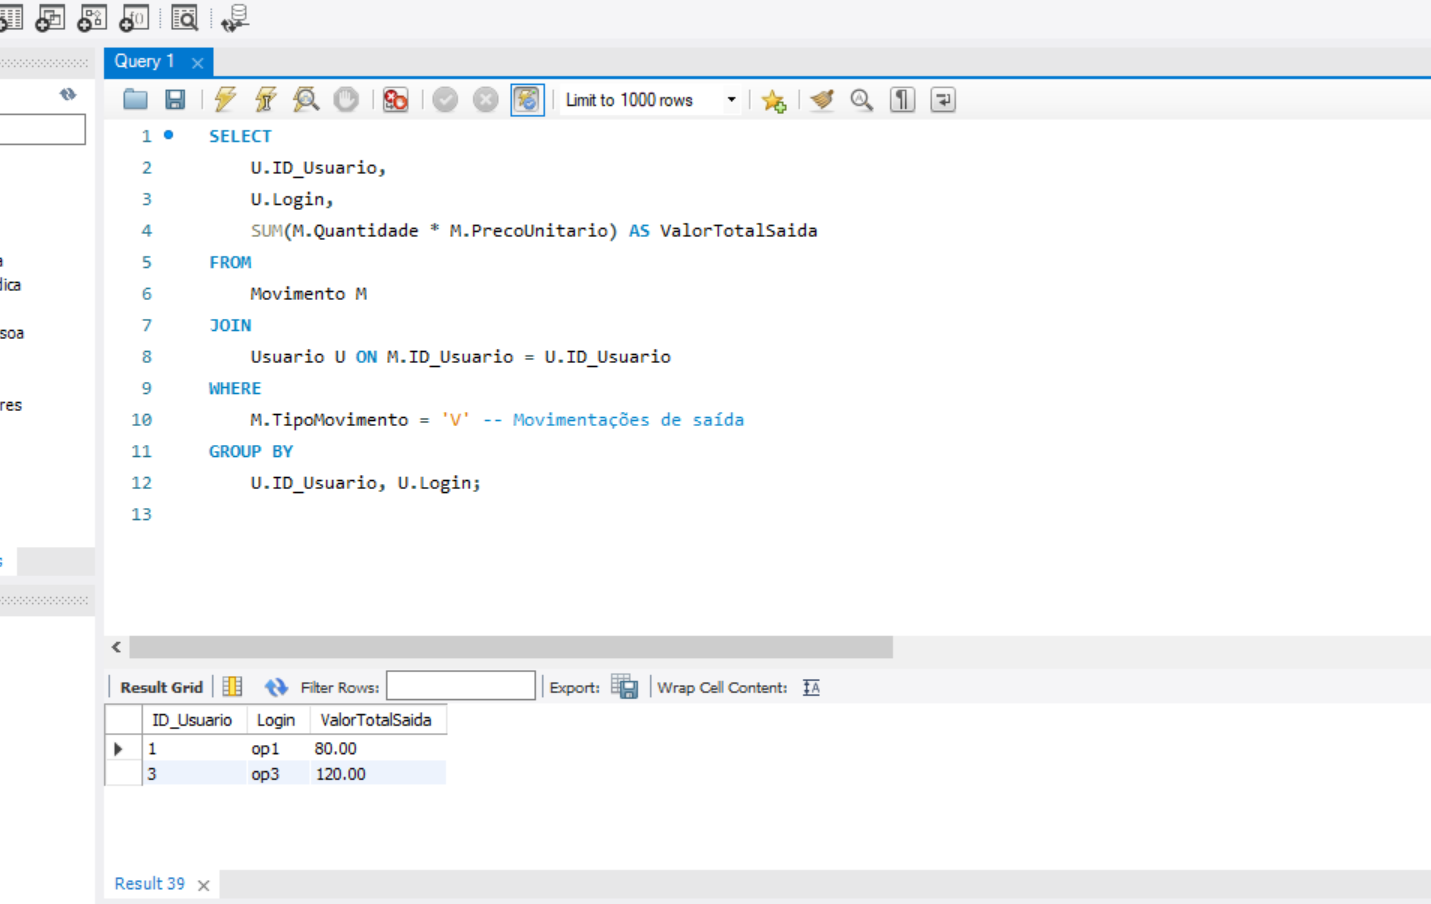 Query 1
Limit to 1000 rows
1 SELECT
2 U.ID_Usuario,
3 U.Login,
4 SUM(M.Quantidade * M.PrecoUnitario) AS ValorTotalSaida
5 FROM
6 Movimento M
7 JOIN
8 Usuario U ON M.ID_Usuario = U.ID_Usuario
9 WHERE
10 M.TipoMovimento = 'V' -- Movimentações de saída
11 GROUP BY
12 U.ID_Usuario, U.Login;
13
a
dica
soa
res
s
Result Grid Filter Rows: Export: Wrap Cell Content:
ID_Usuario Login ValorTotalSaida
1 op1 80.00
3 op3 120.00
Result 39